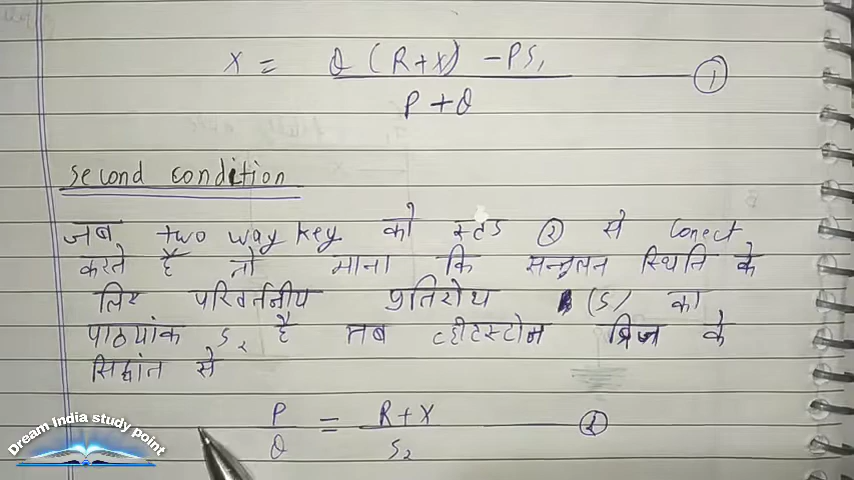 x = Q (R+x) - PS₁ / P + Q ——— ①
Second condition
जब two way key को स्टड ② से Conect
करते हैं तो माना कि सन्तुलन स्थिति के
लिए परिवर्तनीय प्रतिरोध (S) का
पाठयांक S₂ है तब व्हीटस्टोन ब्रिज के
सिद्धांत से
P / Q = R + X / S₂ ——— ②
Dream India study point